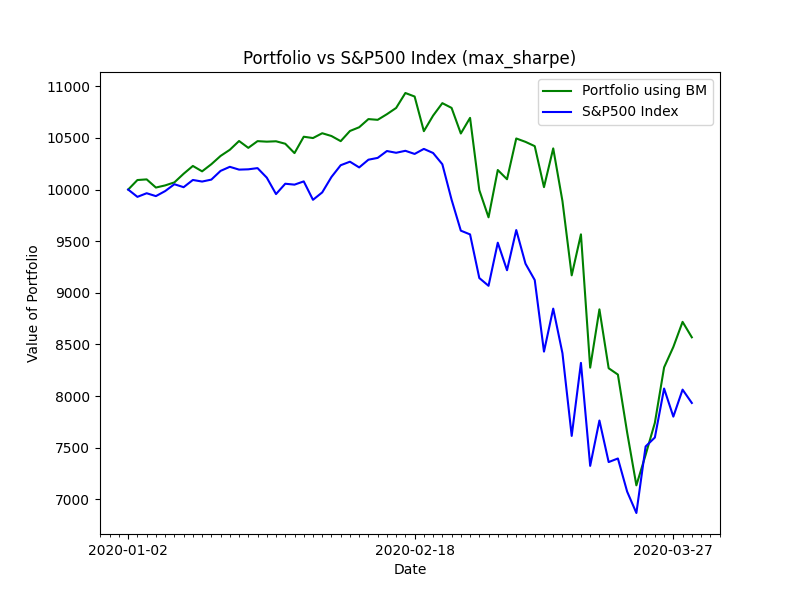 Portfolio vs S&P500 Index (max_sharpe)
Portfolio using BM
S&P500 Index
11000
10500
10000
9500
9000
8500
8000
7500
7000
Value of Portfolio
2020-01-02
2020-02-18
2020-03-27
Date